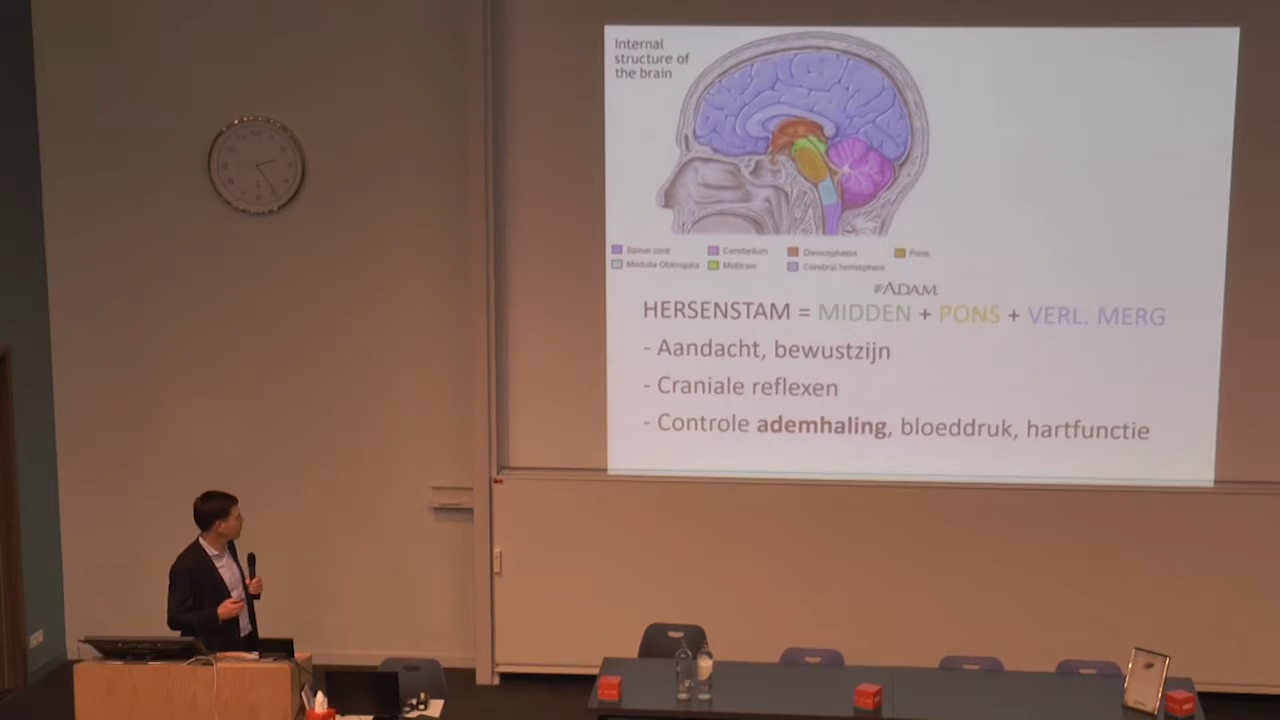 Internal
structure of
the brain
Spinal cord
Cerebellum
Diencephalon
Pons
Medulla Oblongata
Midbrain
Cerebral hemisphere
ADAM.
HERSENSTAM = MIDDEN + PONS + VERL. MERG
- Aandacht, bewustzijn
- Craniale reflexen
- Controle ademhaling, bloeddruk, hartfunctie